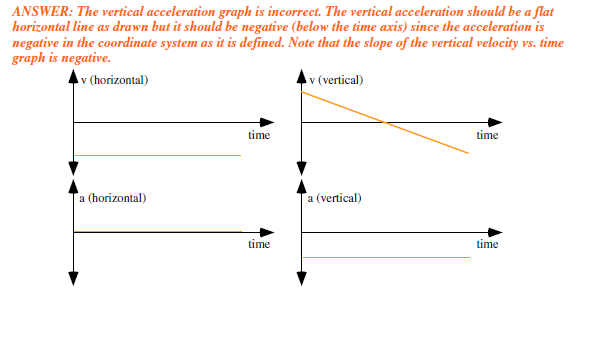 ANSWER: The vertical acceleration graph is incorrect. The vertical acceleration should be a flat
horizontal line as drawn but it should be negative (below the time axis) since the acceleration is
negative in the coordinate system as it is defined. Note that the slope of the vertical velocity vs. time
graph is negative.
v (horizontal)
v (vertical)
time
time
a (horizontal)
a (vertical)
time
time